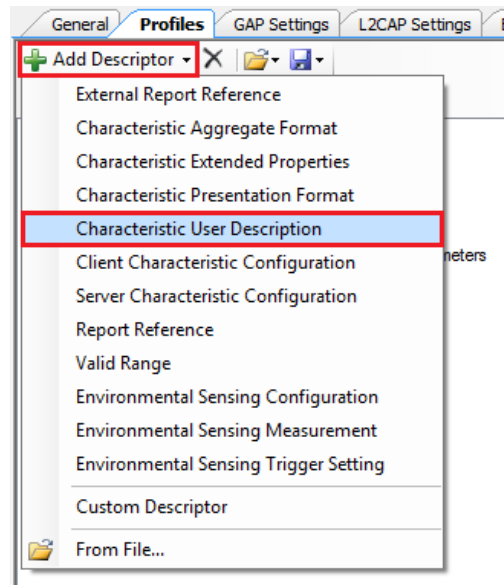 General Profiles GAP Settings L2CAP Settings
Add Descriptor
External Report Reference
Characteristic Aggregate Format
Characteristic Extended Properties
Characteristic Presentation Format
Characteristic User Description
Client Characteristic Configuration
Server Characteristic Configuration
Report Reference
Valid Range
Environmental Sensing Configuration
Environmental Sensing Measurement
Environmental Sensing Trigger Setting
Custom Descriptor
From File...